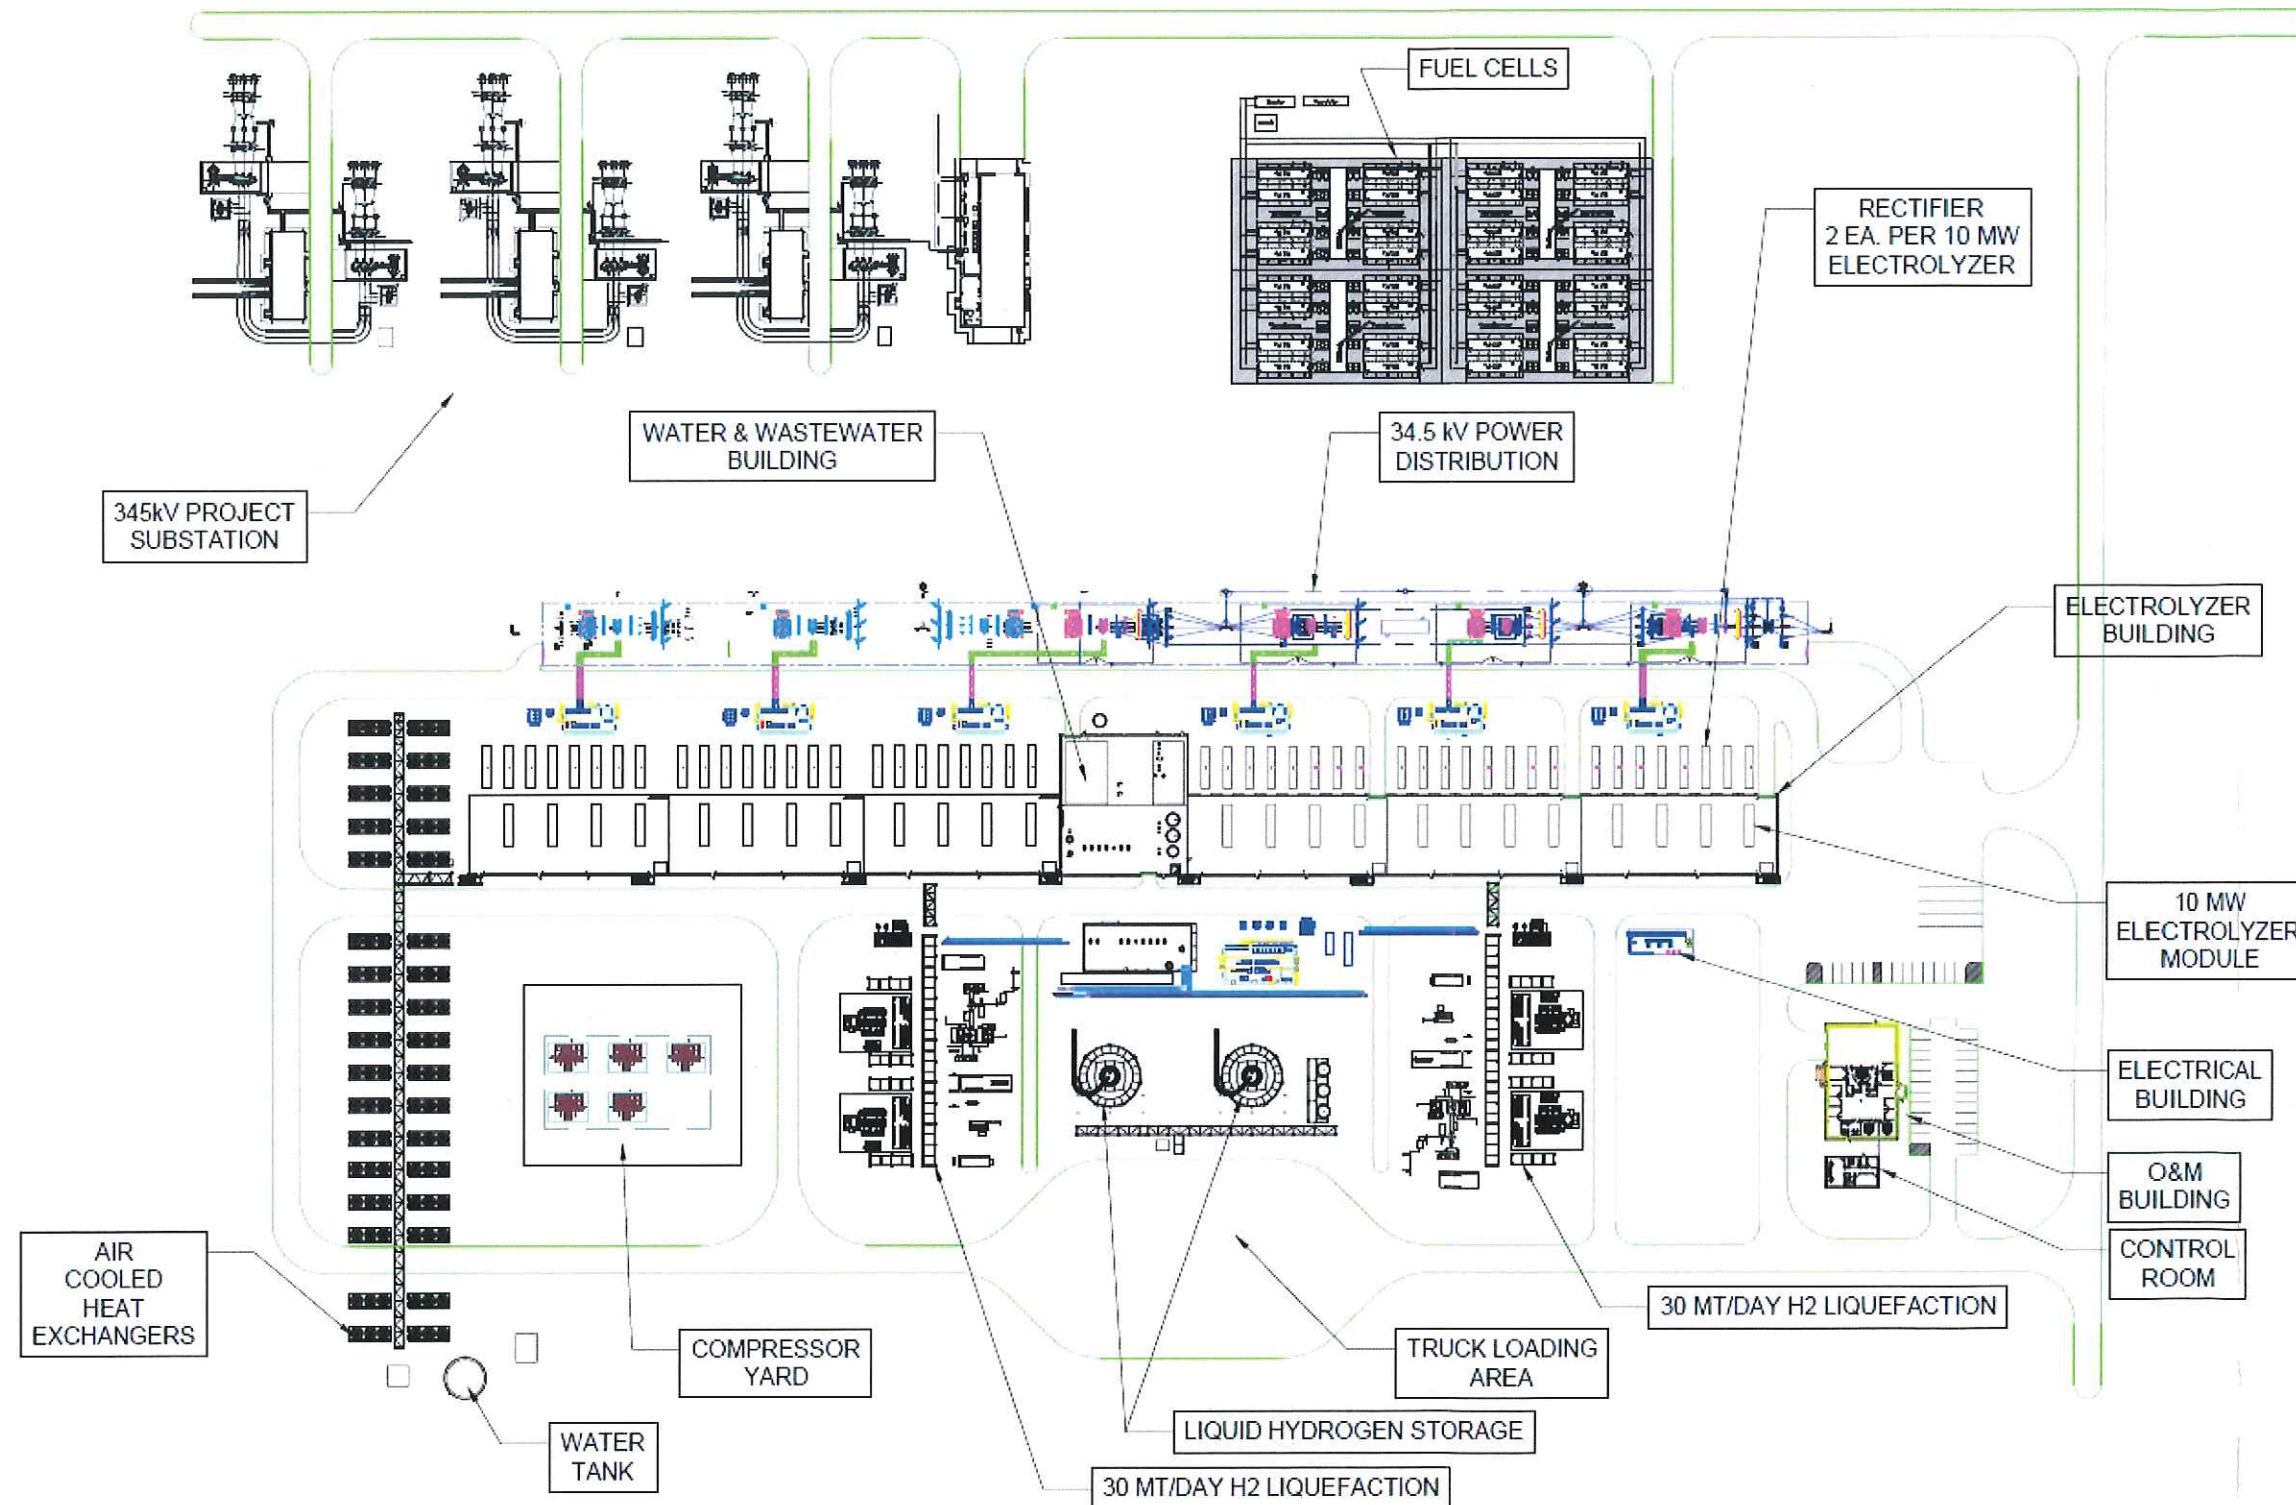 FUEL CELLS
RECTIFIER
2 EA. PER 10 MW
ELECTROLYZER
WATER & WASTEWATER
BUILDING
34.5 kV POWER
DISTRIBUTION
345kV PROJECT
SUBSTATION
ELECTROLYZER
BUILDING
10 MW
ELECTROLYZER
MODULE
ELECTRICAL
BUILDING
O&M
BUILDING
CONTROL
ROOM
AIR
COOLED
HEAT
EXCHANGERS
30 MT/DAY H2 LIQUEFACTION
COMPRESSOR
YARD
TRUCK LOADING
AREA
LIQUID HYDROGEN STORAGE
WATER
TANK
30 MT/DAY H2 LIQUEFACTION